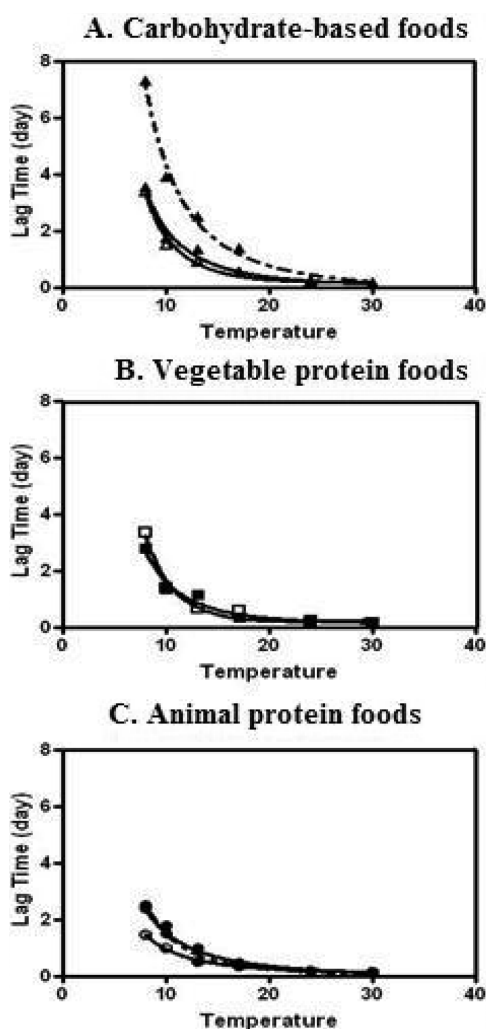 A. Carbohydrate-based foods
8
6
4
2
0
Lag Time (day)
0 10 20 30 40
Temperature
B. Vegetable protein foods
8
6
4
2
0
Lag Time (day)
0 10 20 30 40
Temperature
C. Animal protein foods
8
6
4
2
0
Lag Time (day)
0 10 20 30 40
Temperature